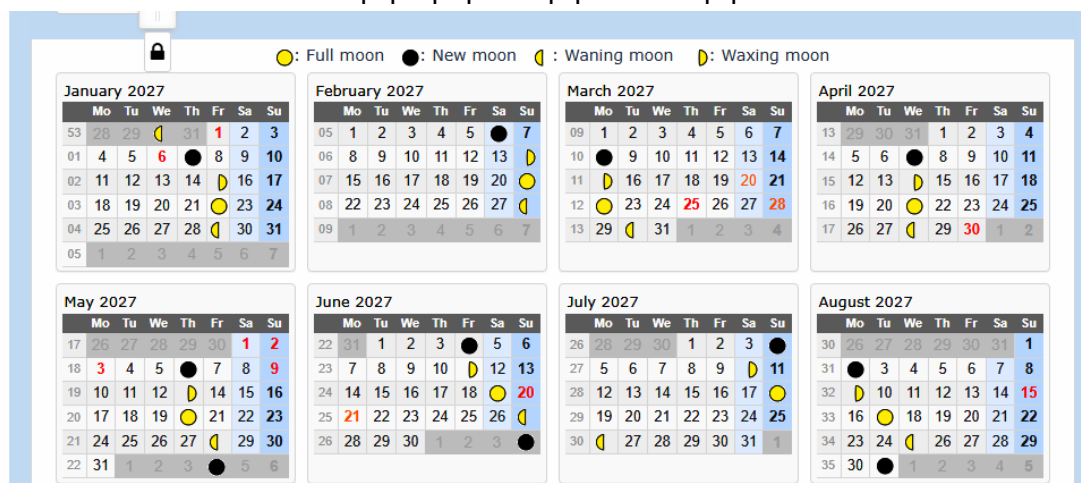 : Full moon : New moon : Waning moon : Waxing moon
January 2027
Mo Tu We Th Fr Sa Su
53 28 29 31 1 2 3
01 4 5 6 8 9 10
02 11 12 13 14 16 17
03 18 19 20 21 23 24
04 25 26 27 28 30 31
05 1 2 3 4 5 6 7
February 2027
Mo Tu We Th Fr Sa Su
05 1 2 3 4 5 7
06 8 9 10 11 12 13
07 15 16 17 18 19 20
08 22 23 24 25 26 27
09 1 2 3 4 5 6 7
March 2027
Mo Tu We Th Fr Sa Su
09 1 2 3 4 5 6 7
10 9 10 11 12 13 14
11 16 17 18 19 20 21
12 23 24 25 26 27 28
13 29 31 1 2 3 4
April 2027
Mo Tu We Th Fr Sa Su
13 29 30 31 1 2 3 4
14 5 6 8 9 10 11
15 12 13 15 16 17 18
16 19 20 22 23 24 25
17 26 27 29 30 1 2
May 2027
Mo Tu We Th Fr Sa Su
17 26 27 28 29 30 1 2
18 3 4 5 7 8 9
19 10 11 12 14 15 16
20 17 18 19 21 22 23
21 24 25 26 27 29 30
22 31 1 2 3 5 6
June 2027
Mo Tu We Th Fr Sa Su
22 31 1 2 3 5 6
23 7 8 9 10 12 13
24 14 15 16 17 18 20
25 21 22 23 24 25 26
26 28 29 30 1 2 3
July 2027
Mo Tu We Th Fr Sa Su
26 28 29 30 1 2 3
27 5 6 7 8 9 11
28 12 13 14 15 16 17
29 19 20 21 22 23 24 25
30 27 28 29 30 31 1
August 2027
Mo Tu We Th Fr Sa Su
30 26 27 28 29 30 31 1
31 3 4 5 6 7 8
32 10 11 12 13 14 15
33 16 18 19 20 21 22
34 23 24 26 27 28 29
35 30 1 2 3 4 5